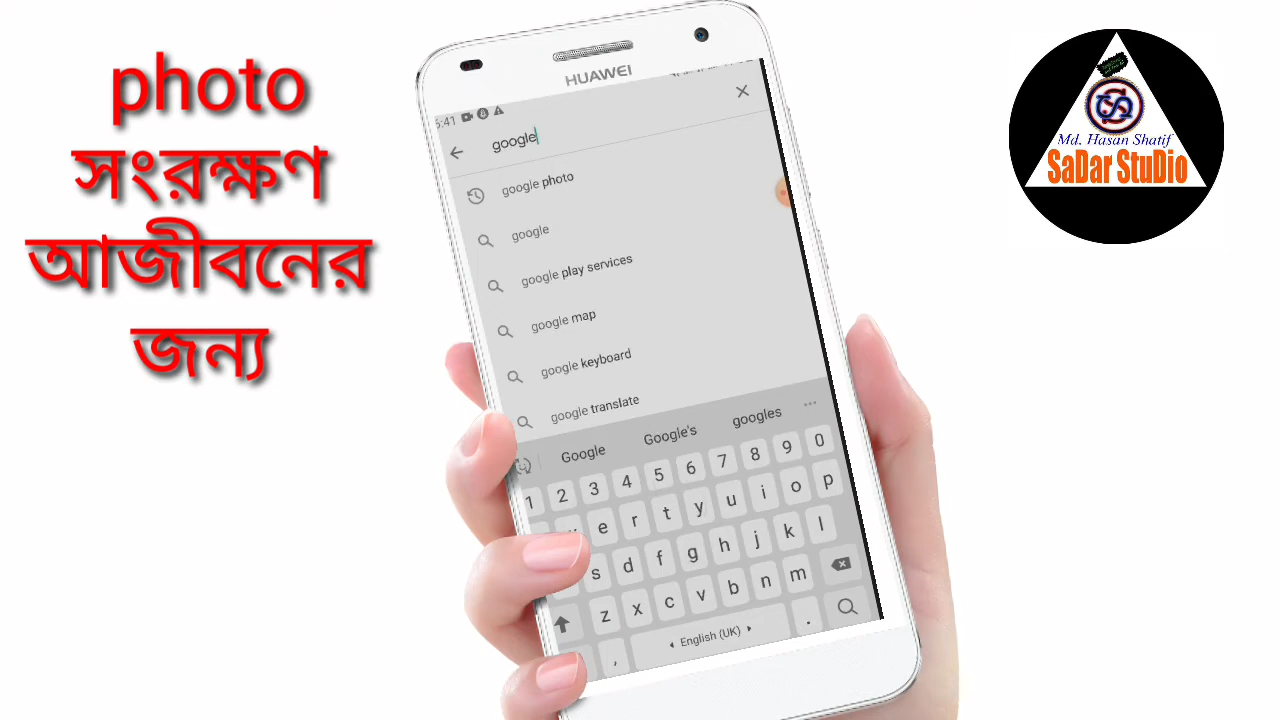 photo
সংরক্ষণ
আজীবনের
জন্য
HUAWEI
5:41
google
google photo
google
google play services
google map
google keyboard
google translate
Google Google's googles
1 2 3 4 5 6 7 8 9 0
e r t y u i o p
s d f g h j k l
z x c v b n m
, English (UK) .
Md. Hasan Shatif
SaDar StuDio